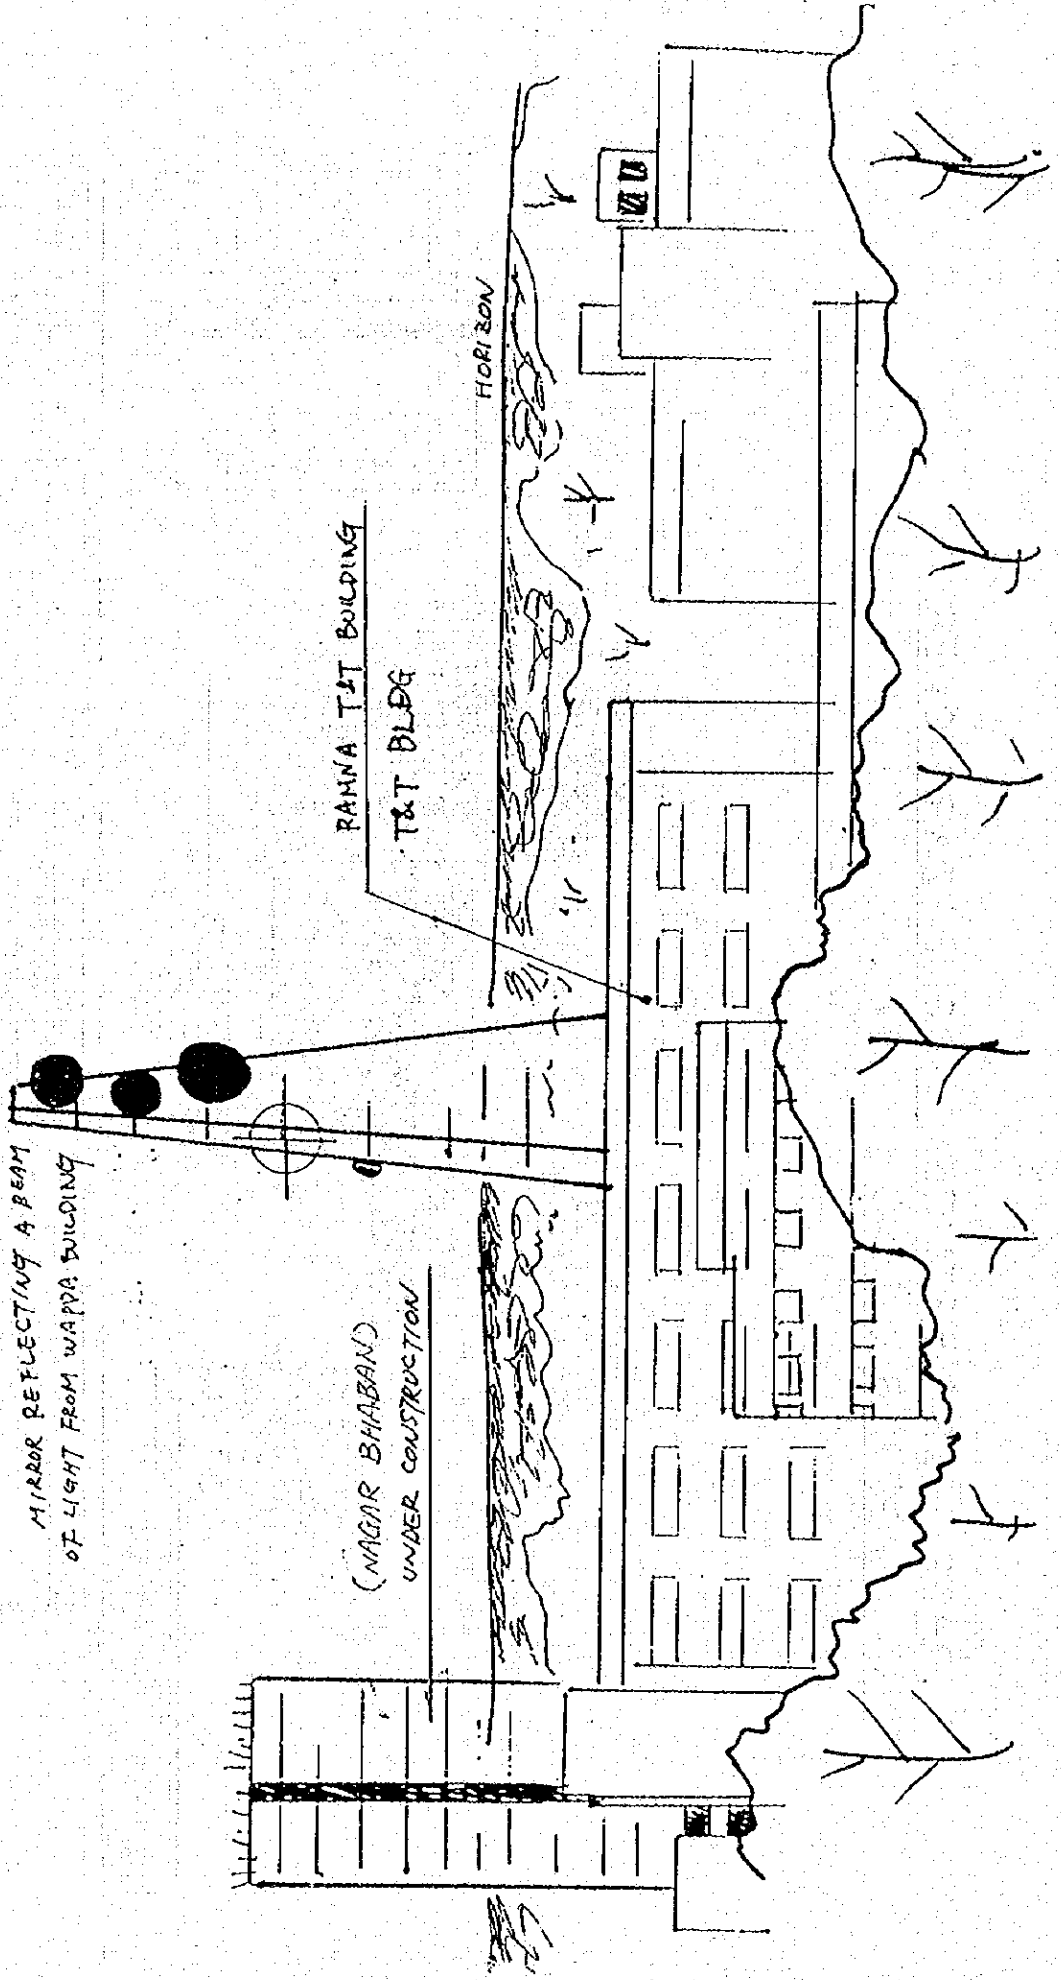 MIRROR REFLECTING A BEAM
OF LIGHT FROM WAPDA BUILDING
(NAGAR BHABAN)
UNDER CONSTRUCTION
RAMNA T&T BUILDING
T&T BLDG
HORIZON